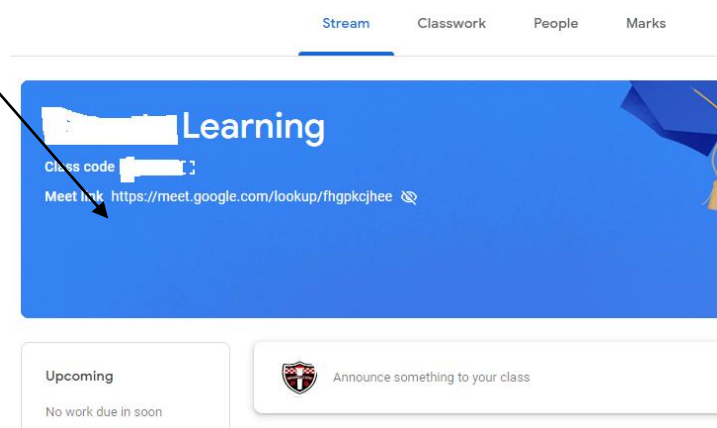 Stream Classwork People Marks
Learning
Class code
Meet link https://meet.google.com/lookup/fhgpkcjhee
Upcoming
Announce something to your class
No work due in soon